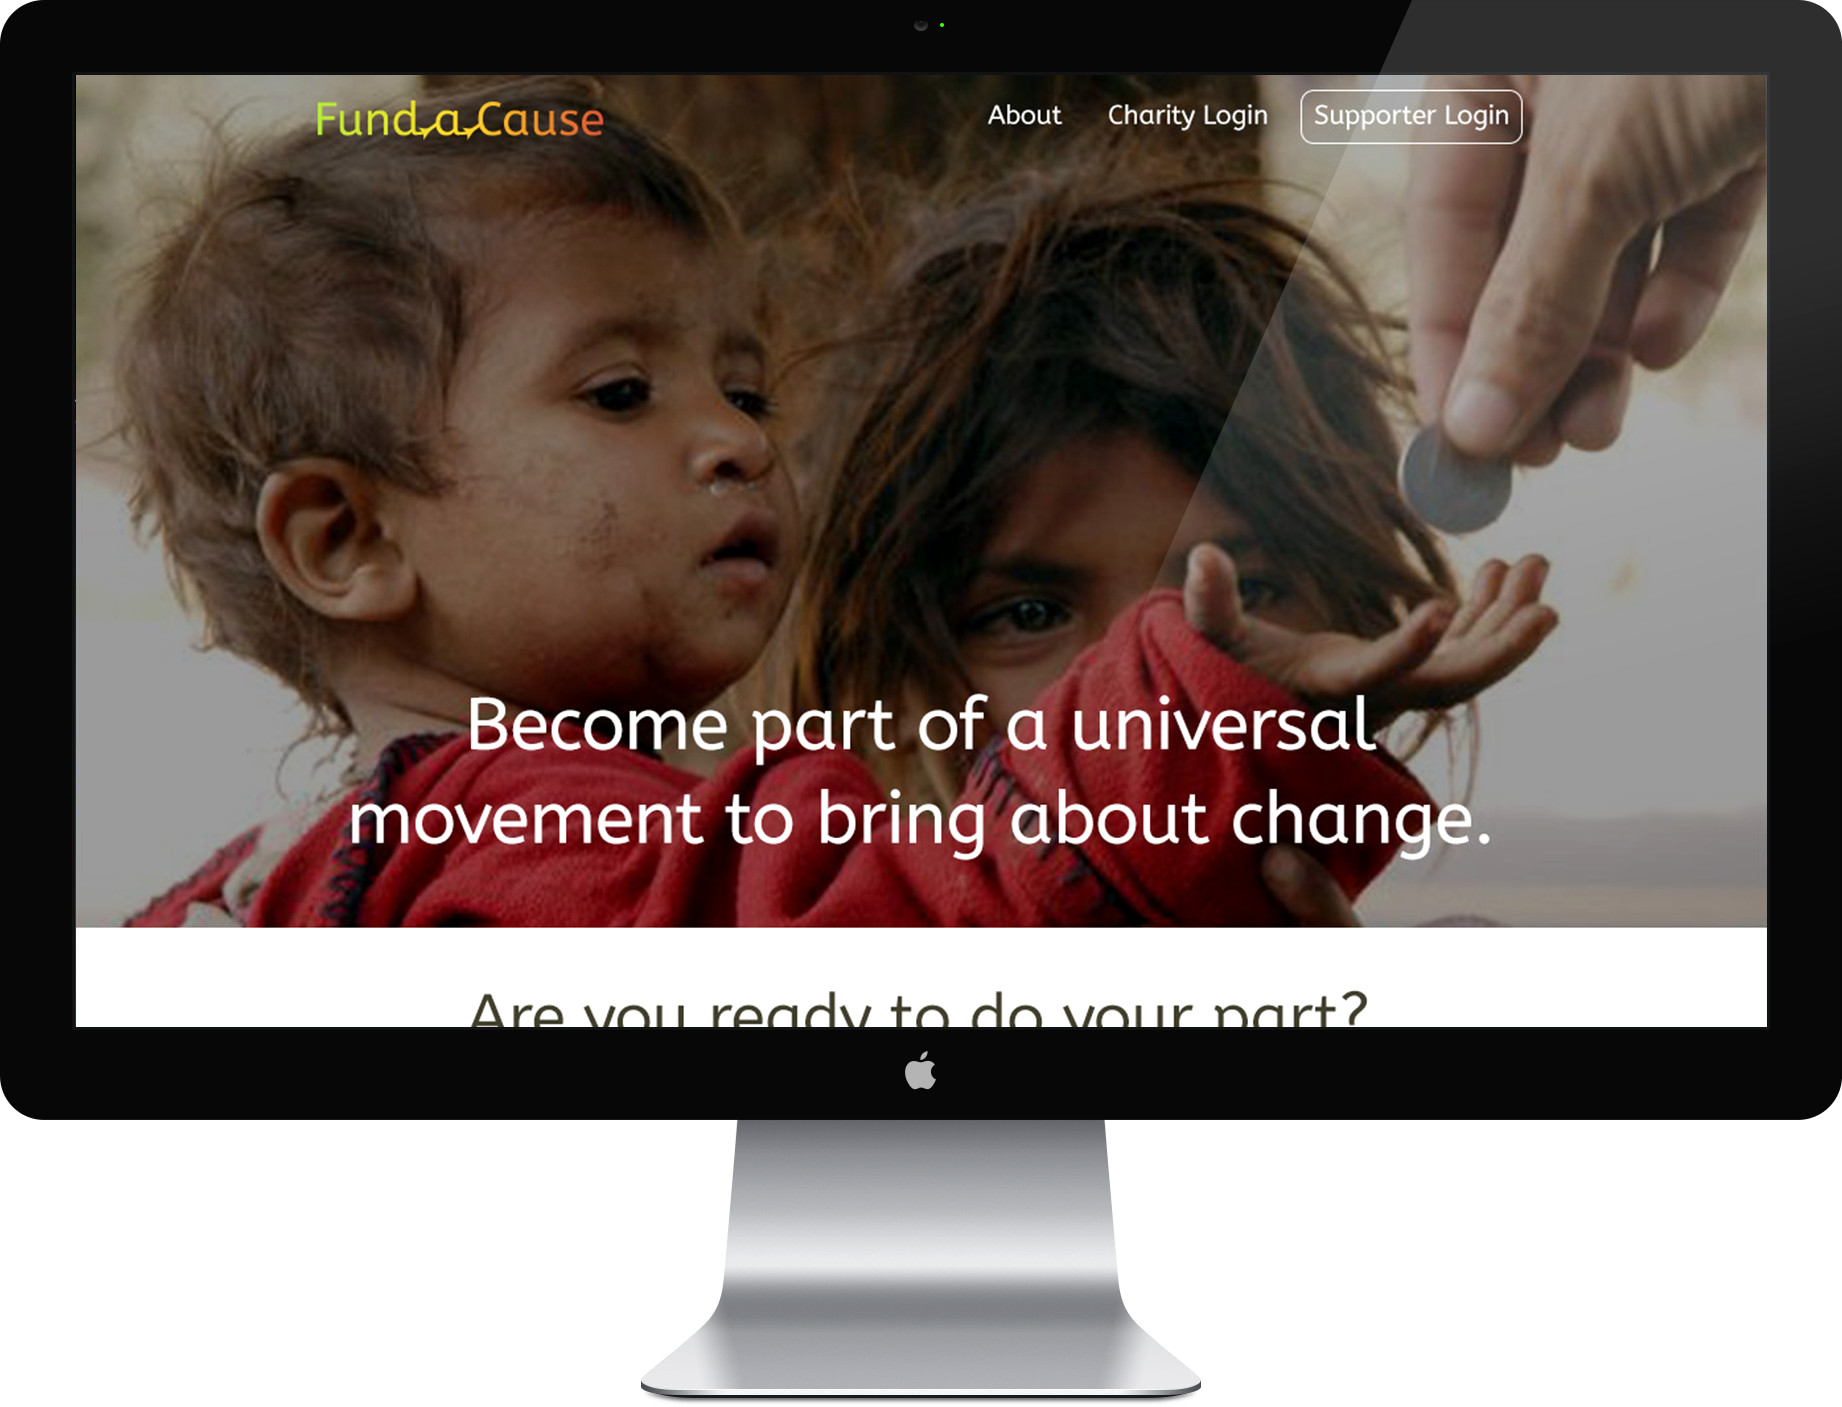 Fund a Cause
About
Charity Login
Supporter Login
Become part of a universal
movement to bring about change.
Are you ready to do your part?